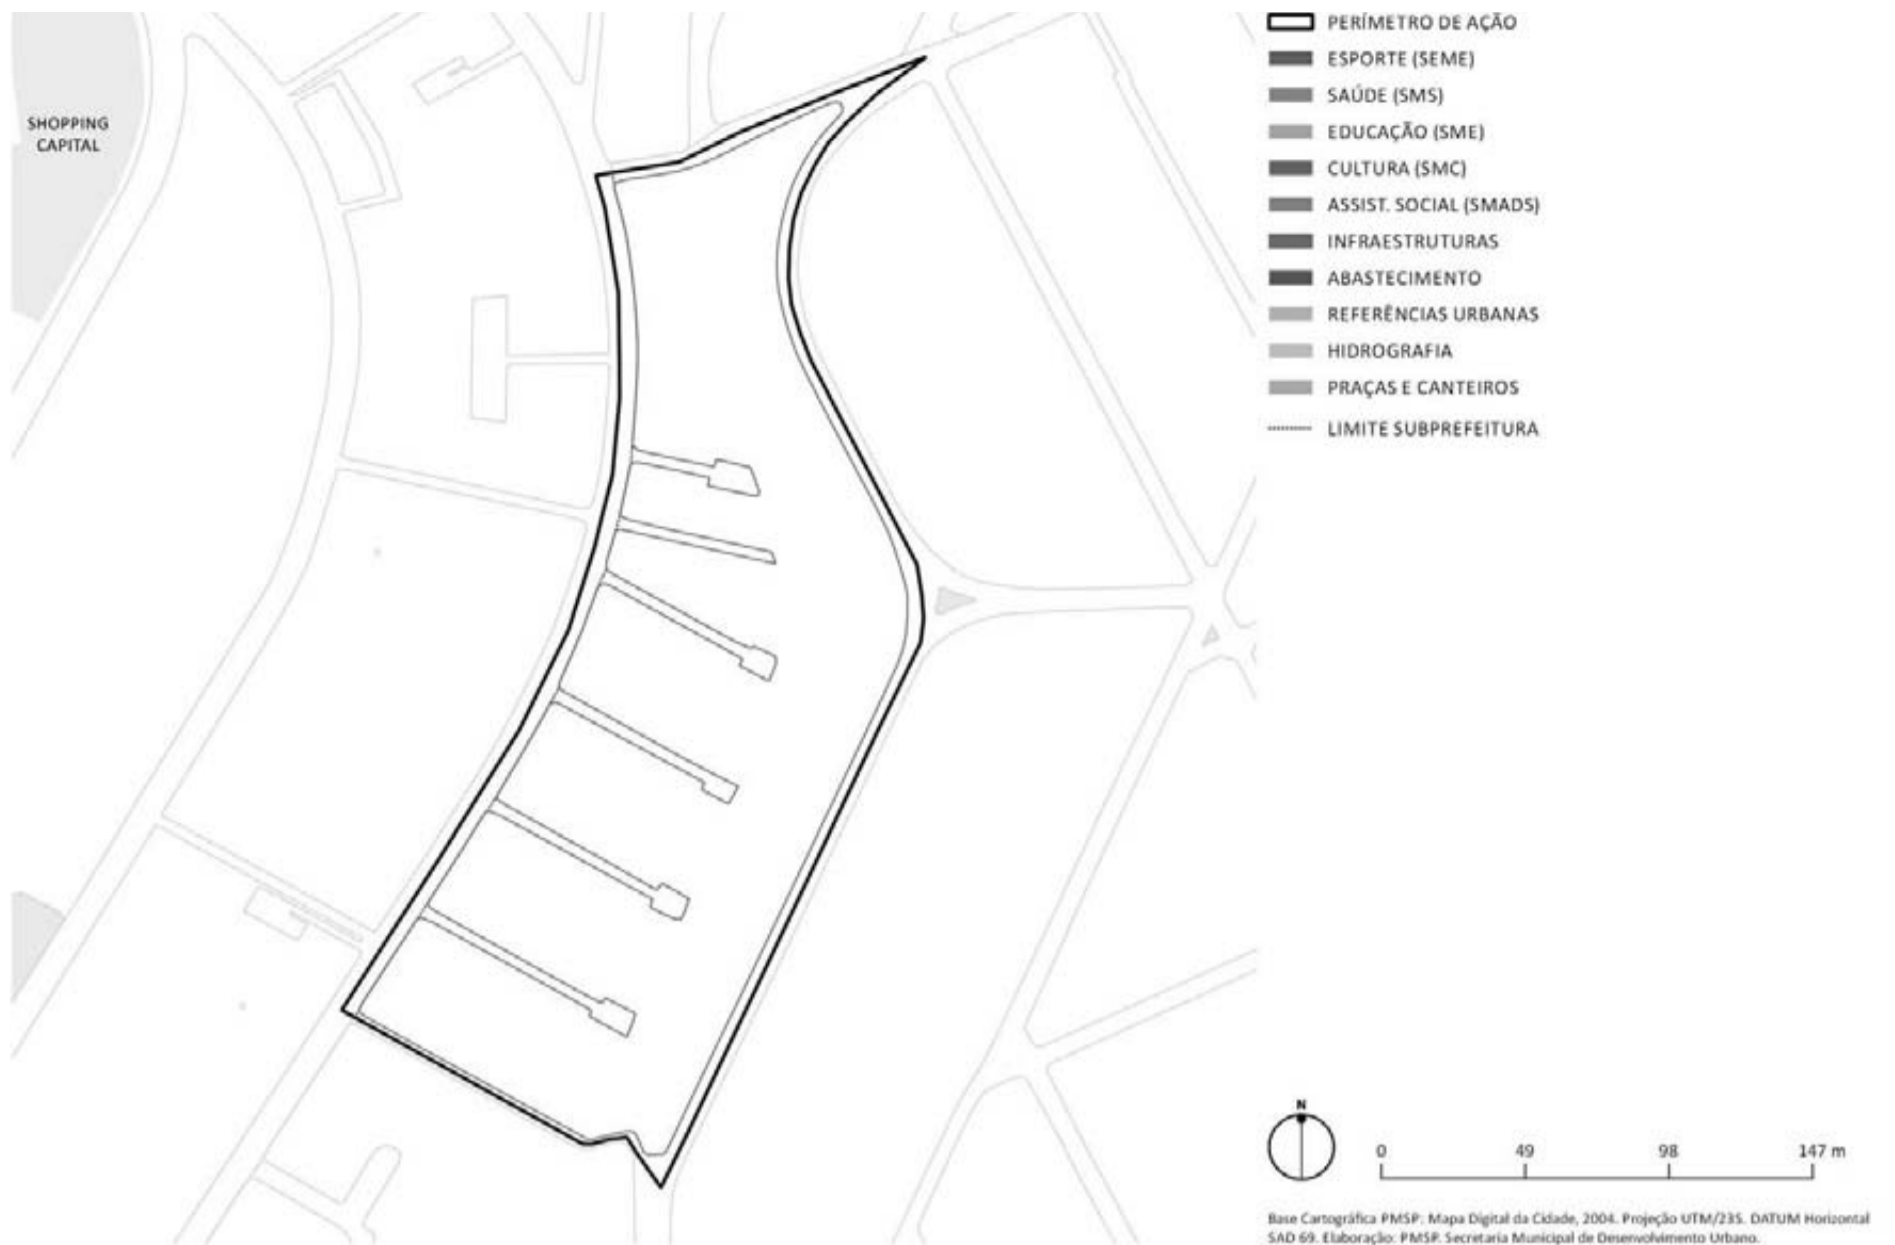 SHOPPING
CAPITAL
PERÍMETRO DE AÇÃO
ESPORTE (SEME)
SAÚDE (SMS)
EDUCAÇÃO (SME)
CULTURA (SMC)
ASSIST. SOCIAL (SMADS)
INFRAESTRUTURAS
ABASTECIMENTO
REFERÊNCIAS URBANAS
HIDROGRAFIA
PRAÇAS E CANTEIROS
LIMITE SUBPREFEITURA
N
0 49 98 147 m
Base Cartográfica PMSP: Mapa Digital da Cidade, 2004. Projeção UTM/23S. DATUM Horizontal
SAD 69. Elaboração: PMSP. Secretaria Municipal de Desenvolvimento Urbano.